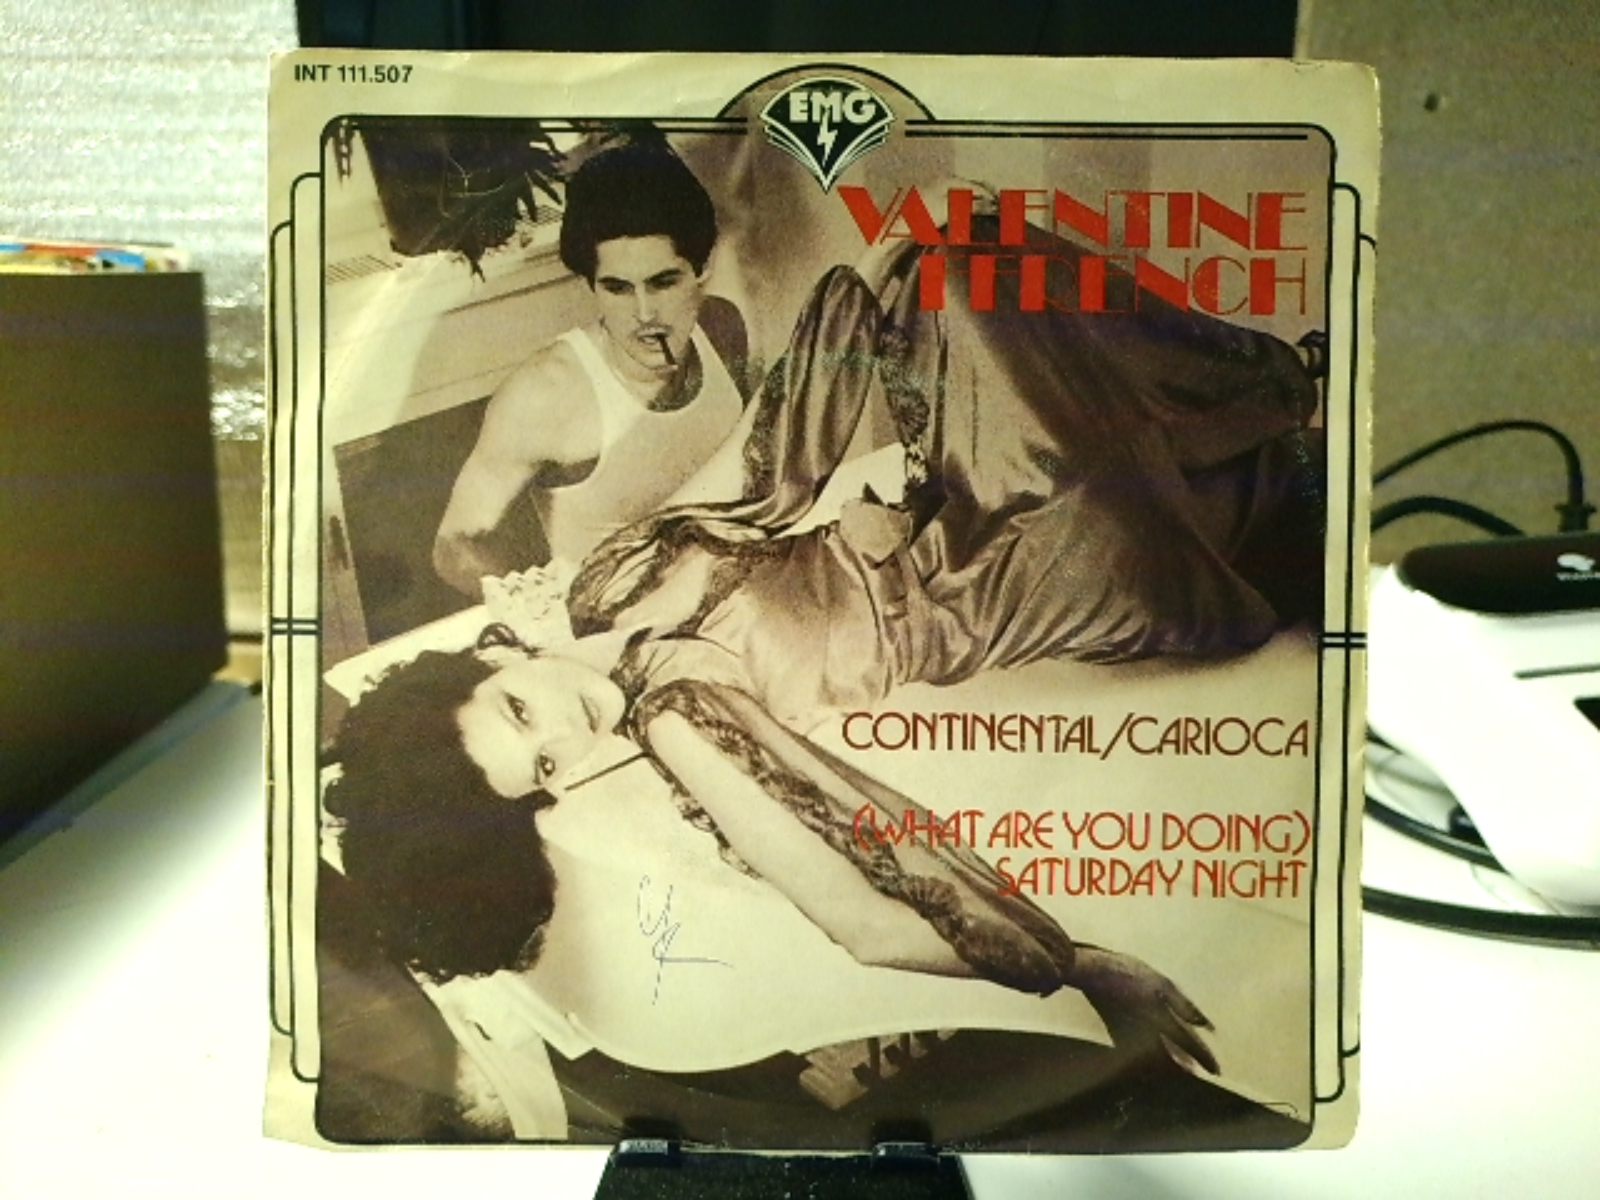 INT 111.507
EMG
VALENTINE
FFRENCH
CONTINENTAL/CARIOCA
(WHAT ARE YOU DOING)
SATURDAY NIGHT